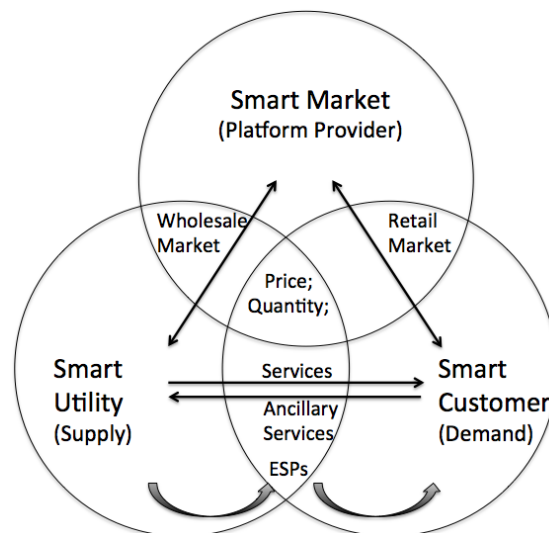 Smart Market
(Platform Provider)
Wholesale
Market
Retail
Market
Price;
Quantity;
Smart
Utility
(Supply)
Services
Ancillary
Services
ESPs
Smart
Customer
(Demand)